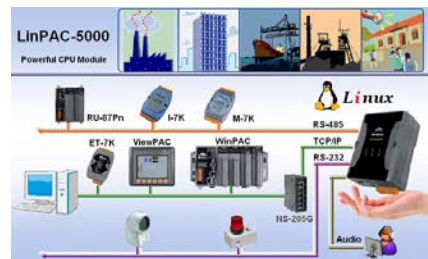 LinPAC-5000
Powerful CPU Module
Linux
RU-87Pn
I-7K
M-7K
RS-485
ET-7K
ViewPAC
WinPAC
TCP/IP
RS-232
NS-205G
Audio